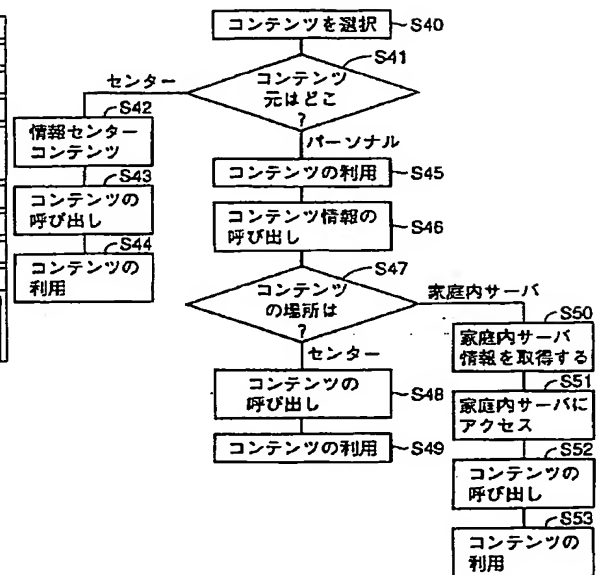 コンテンツを選択
S40
S41
コンテンツ
元はどこ
?
センター
S42
情報センター
コンテンツ
S43
コンテンツの
呼び出し
S44
コンテンツの
利用
パーソナル
コンテンツの利用
S45
コンテンツ情報の
呼び出し
S46
S47
コンテンツ
の場所は
?
センター
コンテンツの
呼び出し
S48
コンテンツの利用
S49
家庭内サーバ
S50
家庭内サーバ
情報を取得する
S51
家庭内サーバに
アクセス
S52
コンテンツの
呼び出し
S53
コンテンツの
利用